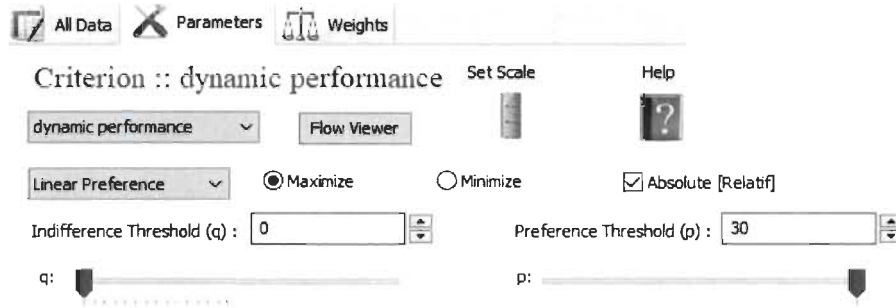 All Data Parameters Weights
Criterion :: dynamic performance Set Scale Help
dynamic performance Flow Viewer ?
Linear Preference Maximize Minimize Absolute [Relatif]
Indifference Threshold (q) : 0 Preference Threshold (p) : 30
q: p: